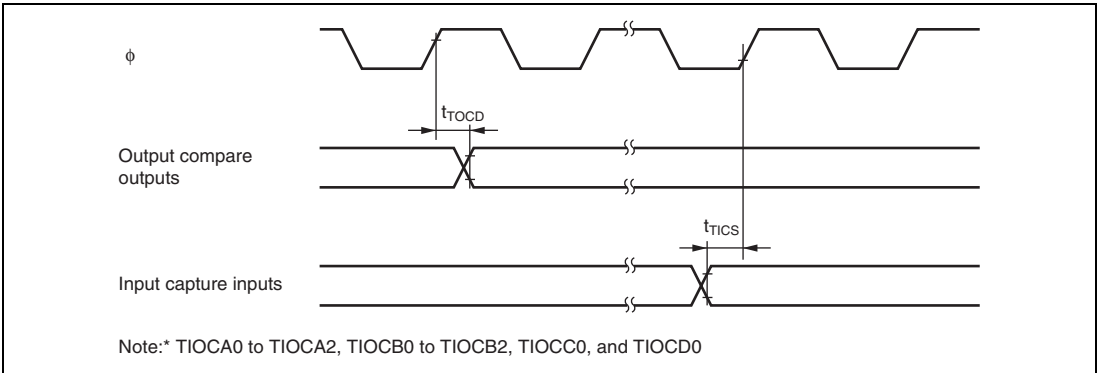 ϕ
tTOCD
Output compare
outputs
tTICS
Input capture inputs
Note:* TIOCA0 to TIOCA2, TIOCB0 to TIOCB2, TIOCC0, and TIOCD0